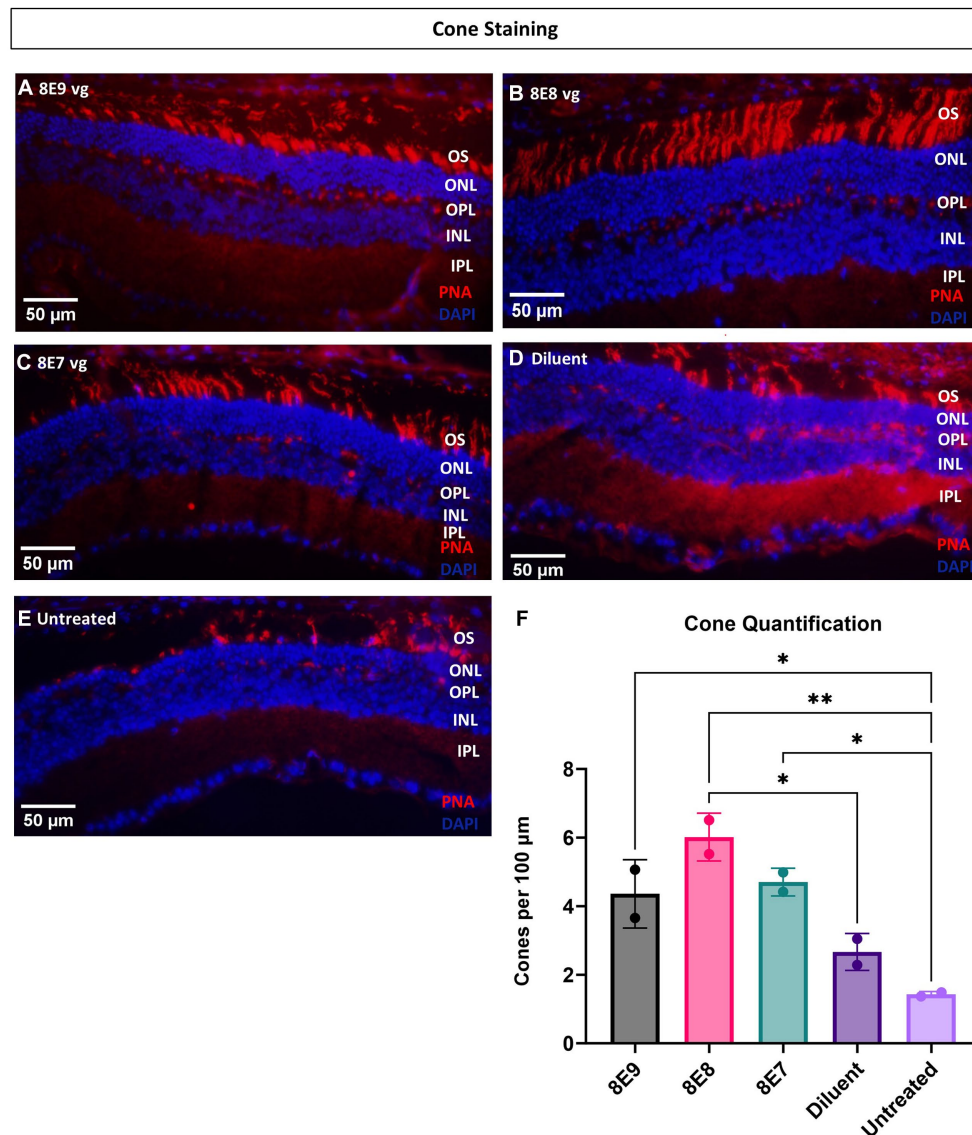 Cone Staining
A 8E9 vg
OS
ONL
OPL
INL
IPL
PNA
DAPI
50 µm
B 8E8 vg
OS
ONL
OPL
INL
IPL
PNA
DAPI
50 µm
C 8E7 vg
OS
ONL
OPL
INL
IPL
PNA
DAPI
50 µm
D Diluent
OS
ONL
OPL
INL
IPL
PNA
DAPI
50 µm
E Untreated
OS
ONL
OPL
INL
IPL
PNA
DAPI
50 µm
F
Cone Quantification
*
**
*
*
8
6
4
2
0
Cones per 100 µm
8E9
8E8
8E7
Diluent
Untreated